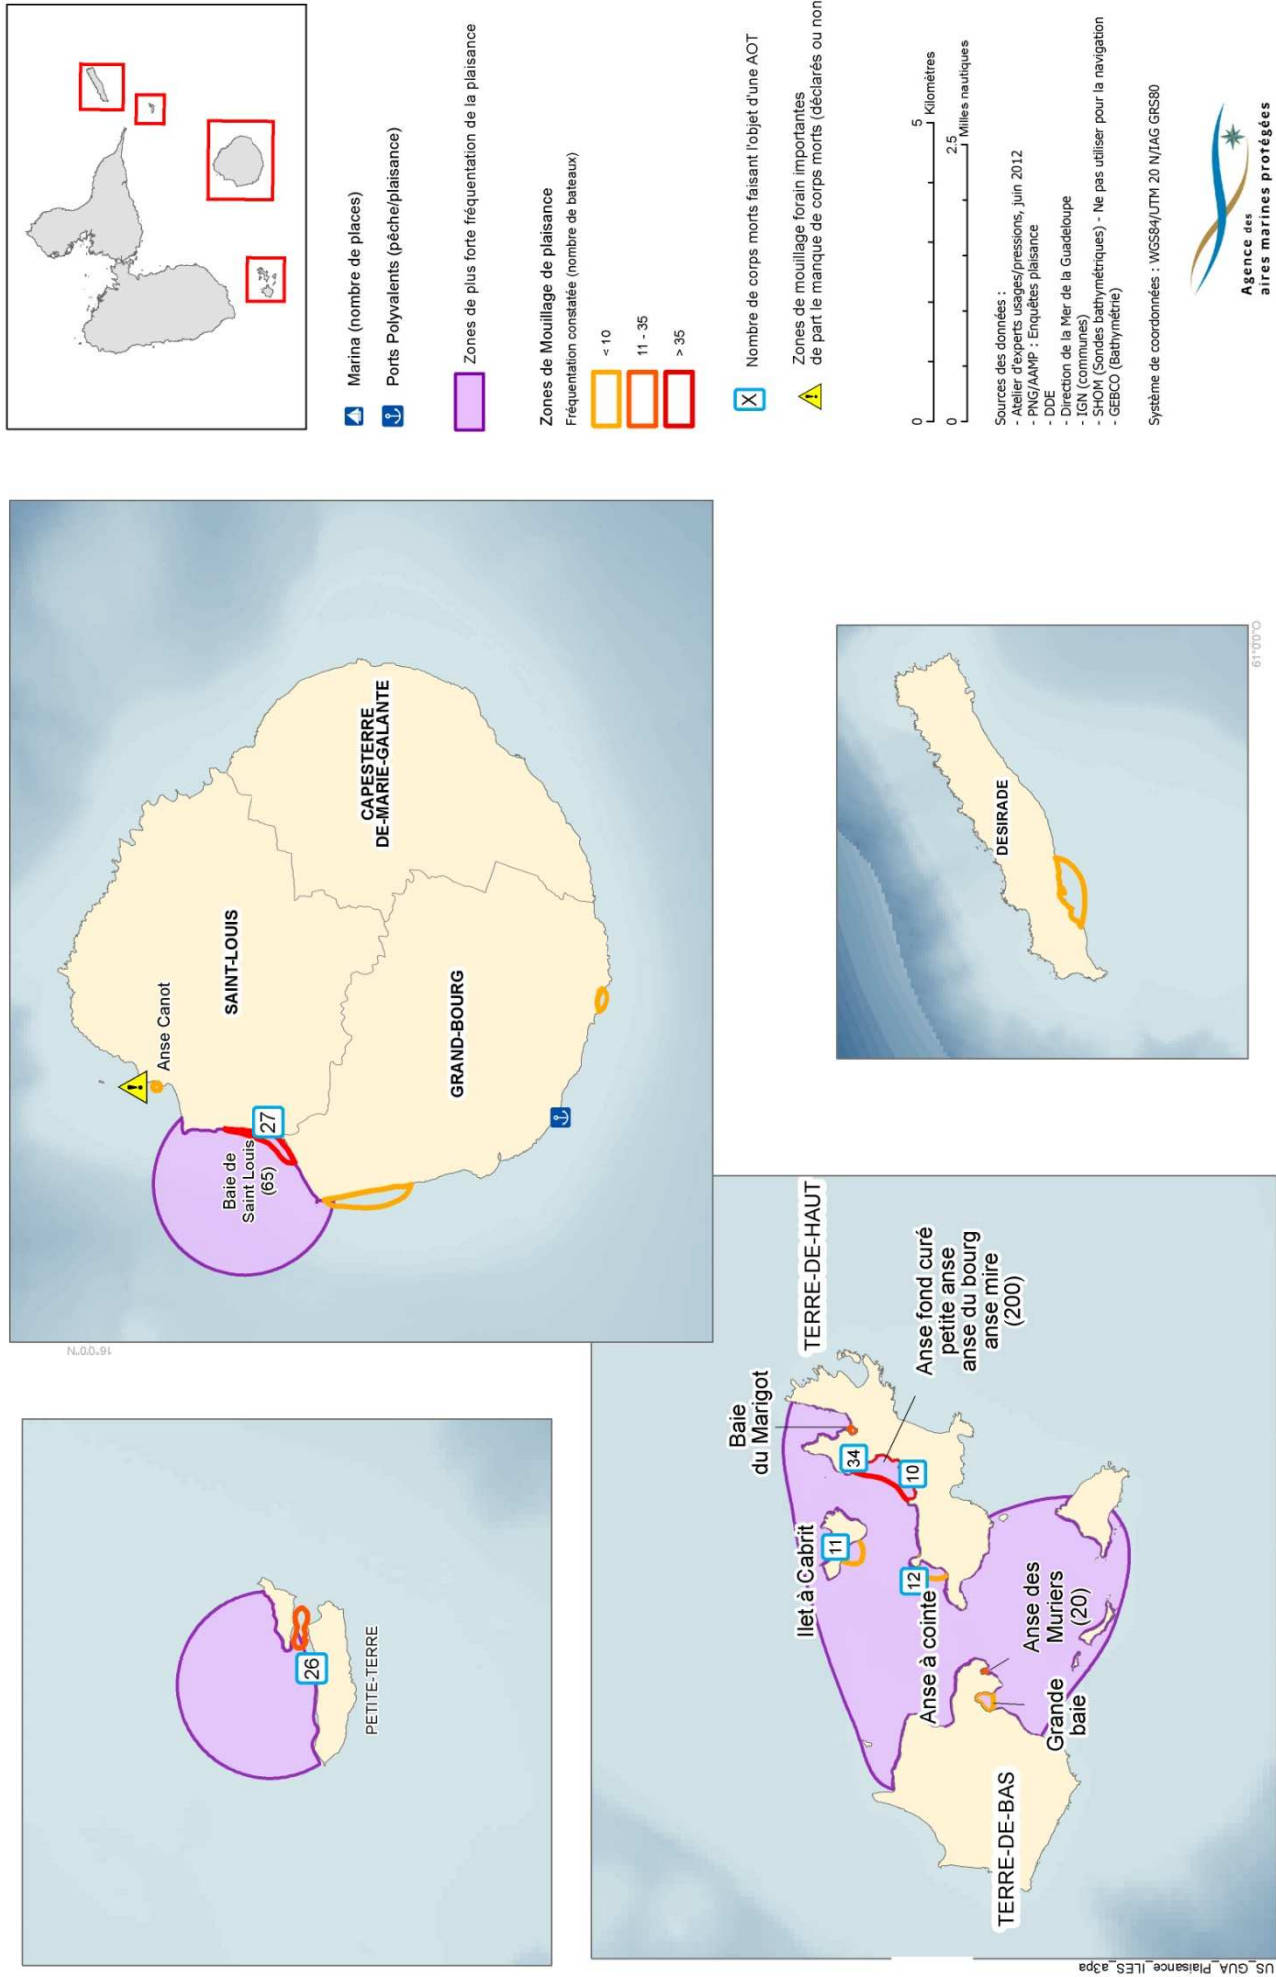 Marina (nombre de places)
Ports Polyvalents (pêche/plaisance)
Zones de plus forte fréquentation de la plaisance
Zones de Mouillage de plaisance
Fréquentation constatée (nombre de bateaux)
< 10
11 - 35
> 35
X
Nombre de corps morts faisant l'objet d'une AOT
Zones de mouillage forain importantes
de part le manque de corps morts (déclarés ou non
0
5
Kilomètres
0
2.5
Milles nautiques
Sources des données :
- Atelier d'experts usages/pressions, juin 2012
- PNG/AAMP : Enquêtes plaisance
- DDE
- Direction de la Mer de la Guadeloupe
- IGN (communes)
- SHOM (Sondes bathymétriques) - Ne pas utiliser pour la navigation
- GEBCO (Bathymétrie)
Système de coordonnées : WGS84/UTM 20 N/IAG GRS80
Agence des
aires marines protégées
16°0'0"N
Anse Canot
SAINT-LOUIS
27
Baie de
Saint Louis
(65)
CAPESTERRE
DE-MARIE-GALANTE
GRAND-BOURG
DESIRADE
61°0'0"O
26
PETITE-TERRE
Baie
du Marigot
TERRE-DE-HAUT
Ilet à Cabrit
11
34
10
12
Anse fond curé
petite anse
anse du bourg
anse mire
(200)
Anse à cointe
Anse des
Muriers
(20)
Grande
baie
TERRE-DE-BAS
US_GUA_Plaisance_ILES_a3pa